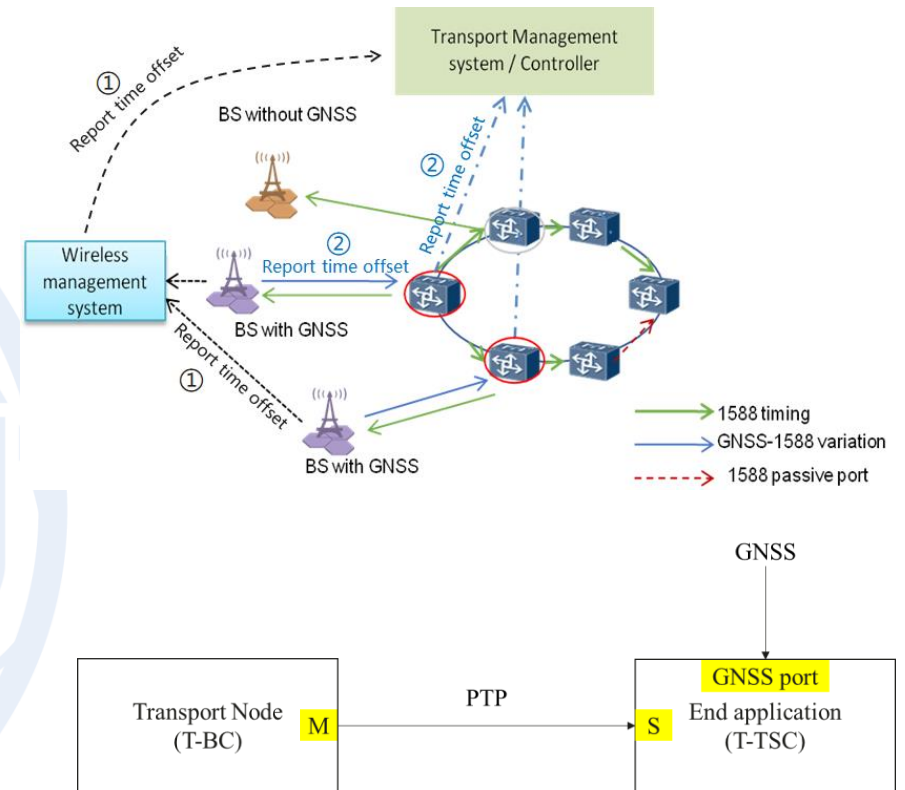 Transport Management
system / Controller
①
Report time offset
BS without GNSS
②
Report time offset
Wireless
management
system
②
Report time offset
BS with GNSS
①
Report time offset
BS with GNSS
1588 timing
GNSS-1588 variation
1588 passive port
GNSS
GNSS port
Transport Node
(T-BC)
M
PTP
S
End application
(T-TSC)